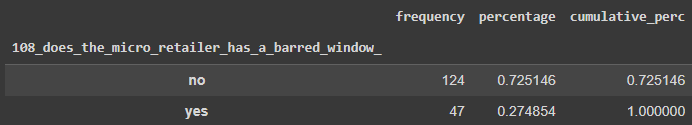 frequency percentage cumulative_perc
108_does_the_micro_retailer_has_a_barred_window_
no 124 0.725146 0.725146
yes 47 0.274854 1.000000